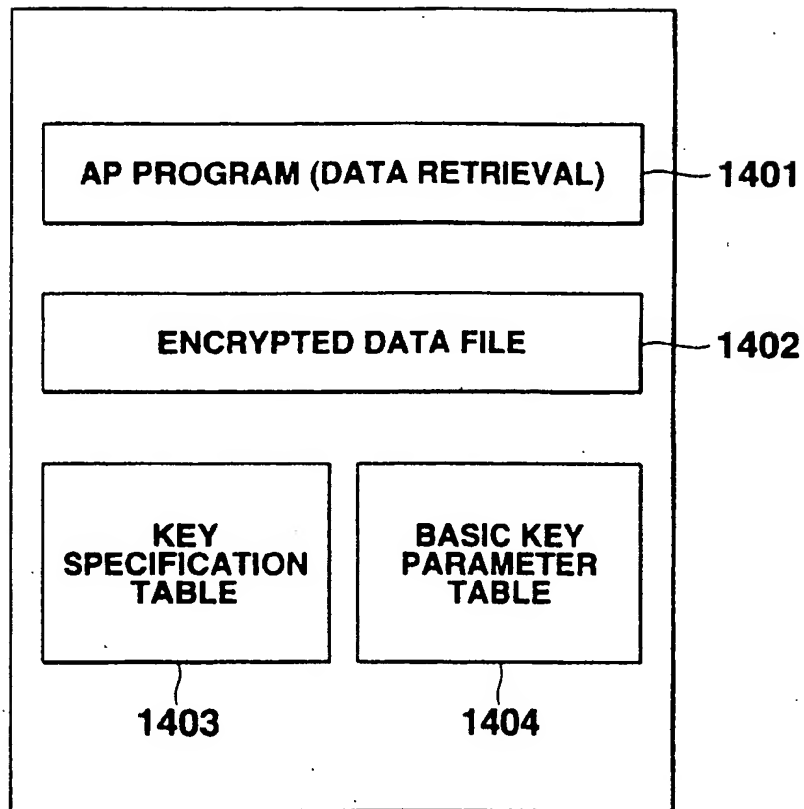 AP PROGRAM (DATA RETRIEVAL)
1401
ENCRYPTED DATA FILE
1402
KEY
SPECIFICATION
TABLE
BASIC KEY
PARAMETER
TABLE
1403
1404